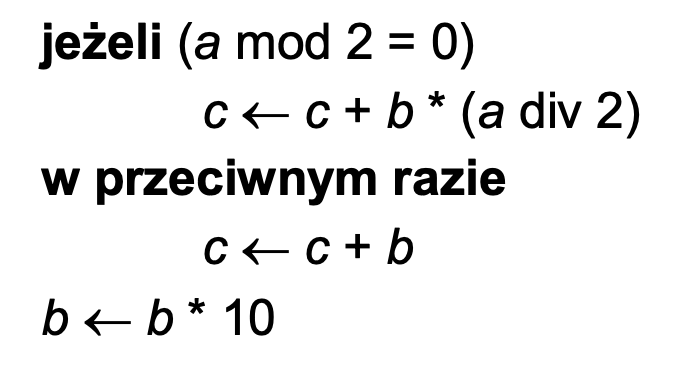 jeżeli (a mod 2 = 0)
c ← c + b * (a div 2)
w przeciwnym razie
c ← c + b
b ← b * 10